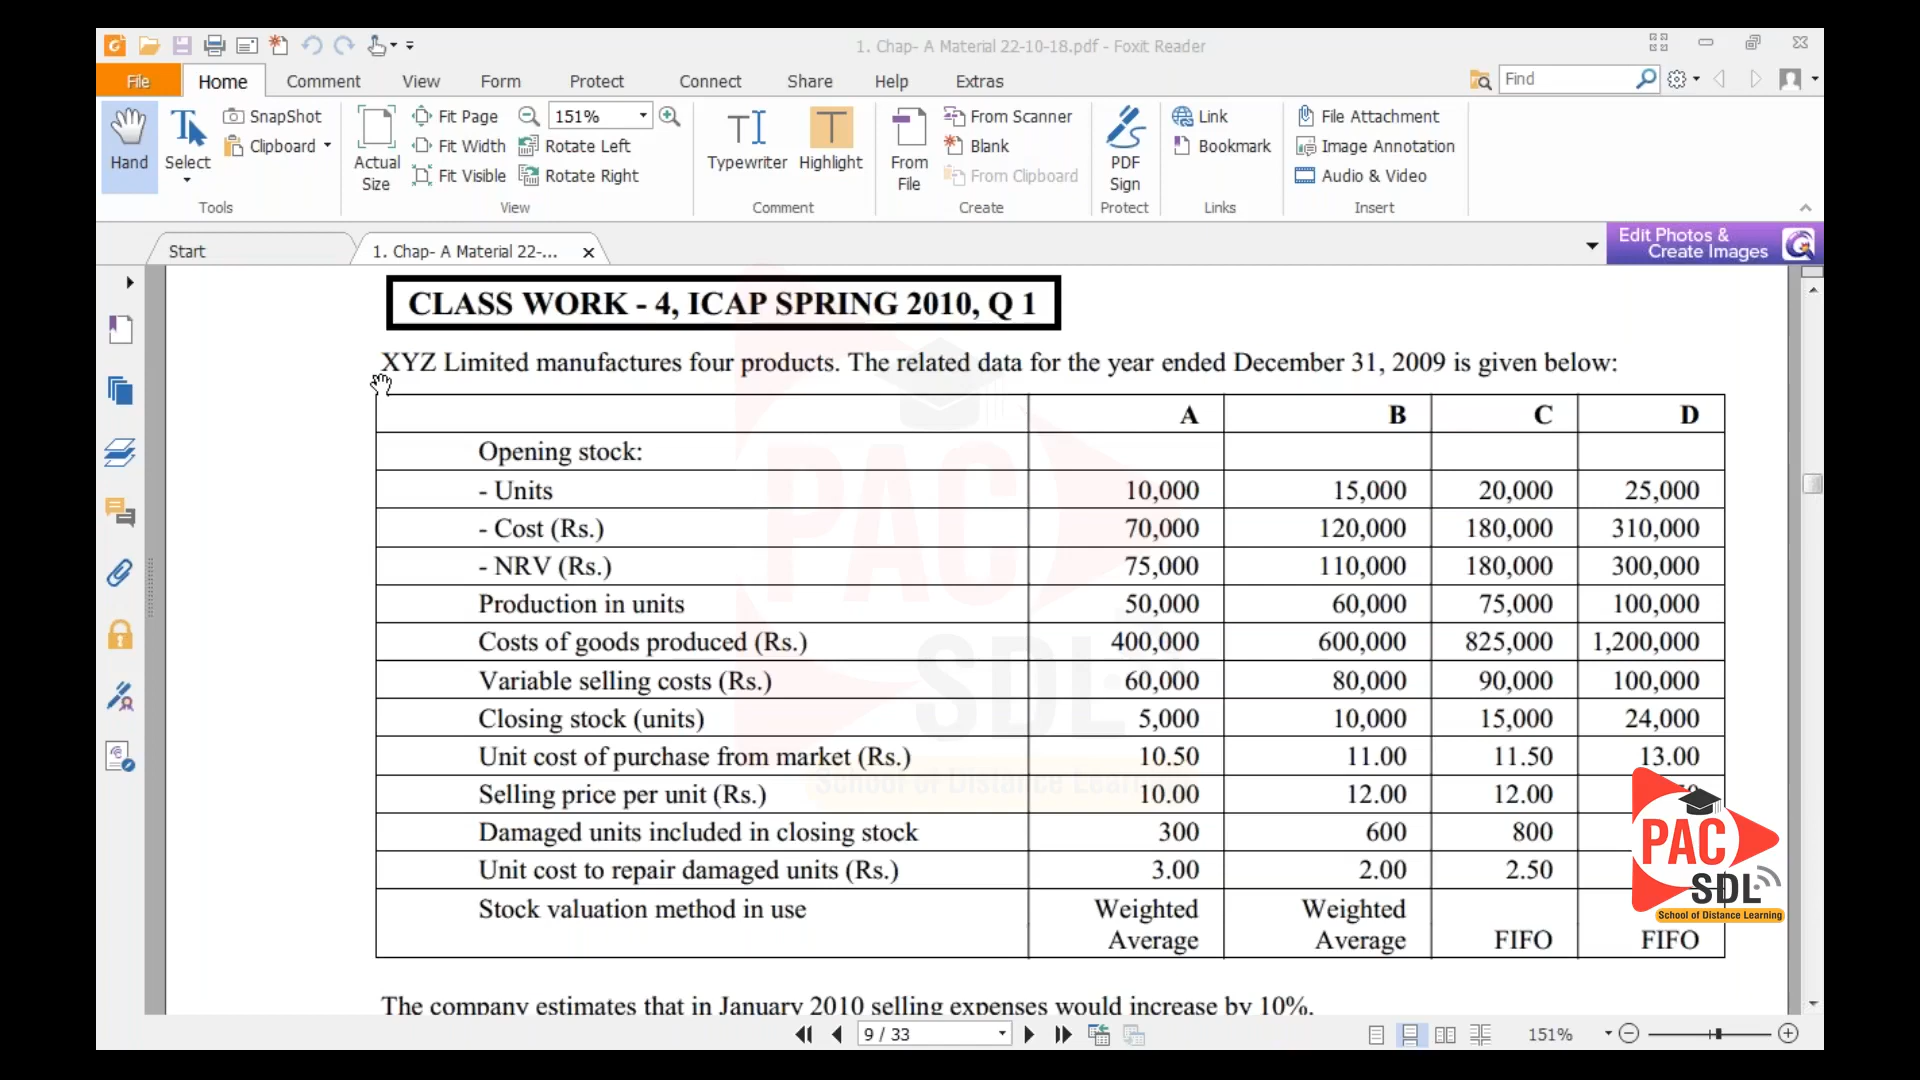 1. Chap- A Material 22-10-18.pdf - Foxit Reader
File Home Comment View Form Protect Connect Share Help Extras Find
Hand Select SnapShot Clipboard Tools
Actual Size Fit Page Fit Width Fit Visible 151% Rotate Left Rotate Right View
Typewriter Highlight Comment
From File From Scanner Blank From Clipboard Create
PDF Sign Protect
Link Bookmark Links
File Attachment Image Annotation Audio & Video Insert
Start 1. Chap- A Material 22-...
Edit Photos &
Create Images
CLASS WORK - 4, ICAP SPRING 2010, Q 1
XYZ Limited manufactures four products. The related data for the year ended December 31, 2009 is given below:
A B C D
Opening stock:
- Units 10,000 15,000 20,000 25,000
- Cost (Rs.) 70,000 120,000 180,000 310,000
- NRV (Rs.) 75,000 110,000 180,000 300,000
Production in units 50,000 60,000 75,000 100,000
Costs of goods produced (Rs.) 400,000 600,000 825,000 1,200,000
Variable selling costs (Rs.) 60,000 80,000 90,000 100,000
Closing stock (units) 5,000 10,000 15,000 24,000
Unit cost of purchase from market (Rs.) 10.50 11.00 11.50 13.00
Selling price per unit (Rs.) 10.00 12.00 12.00
Damaged units included in closing stock 300 600 800
Unit cost to repair damaged units (Rs.) 3.00 2.00 2.50
Stock valuation method in use Weighted Average Weighted Average FIFO FIFO
The company estimates that in January 2010 selling expenses would increase by 10%.
PAC
SDL
School of Distance Learning
PAC
SDL
School of Distance Learning
9 / 33 151%